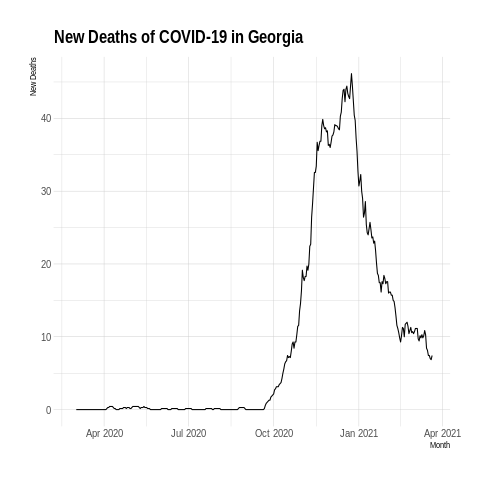 New Deaths of COVID-19 in Georgia
New Deaths
40
30
20
10
0
Apr 2020
Jul 2020
Oct 2020
Jan 2021
Apr 2021
Month